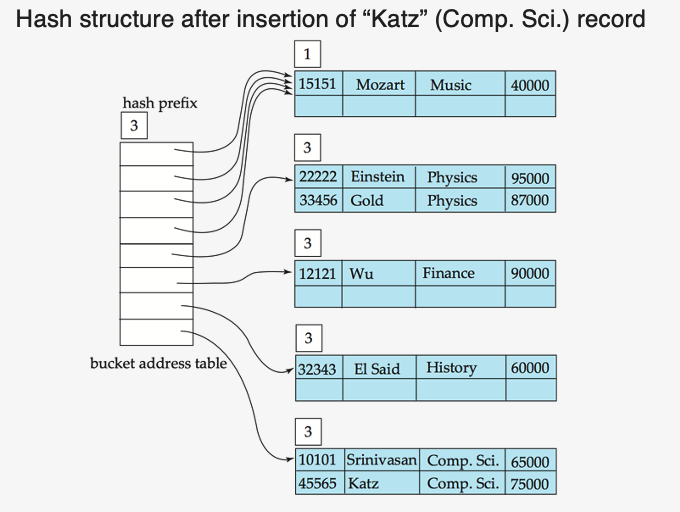 Hash structure after insertion of “Katz” (Comp. Sci.) record
hash prefix
3
bucket address table
1
15151 Mozart Music 40000
3
22222 Einstein Physics 95000
33456 Gold Physics 87000
3
12121 Wu Finance 90000
3
32343 El Said History 60000
3
10101 Srinivasan Comp. Sci. 65000
45565 Katz Comp. Sci. 75000